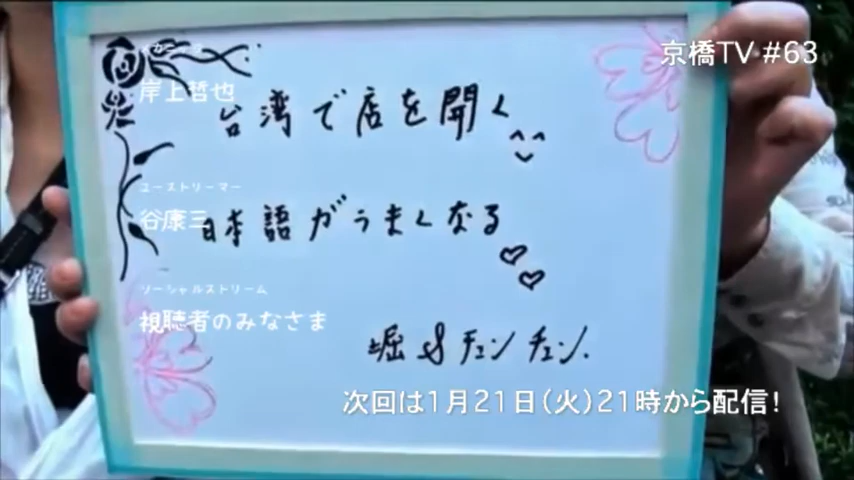 京橋TV #63
岸上哲也
台湾で店を開く
ユーストリーマー
谷康三
日本語がうまくなる
ソーシャルストリーム
視聴者のみなさま
堀 & チェン チェン.
次回は1月21日(火)21時から配信!